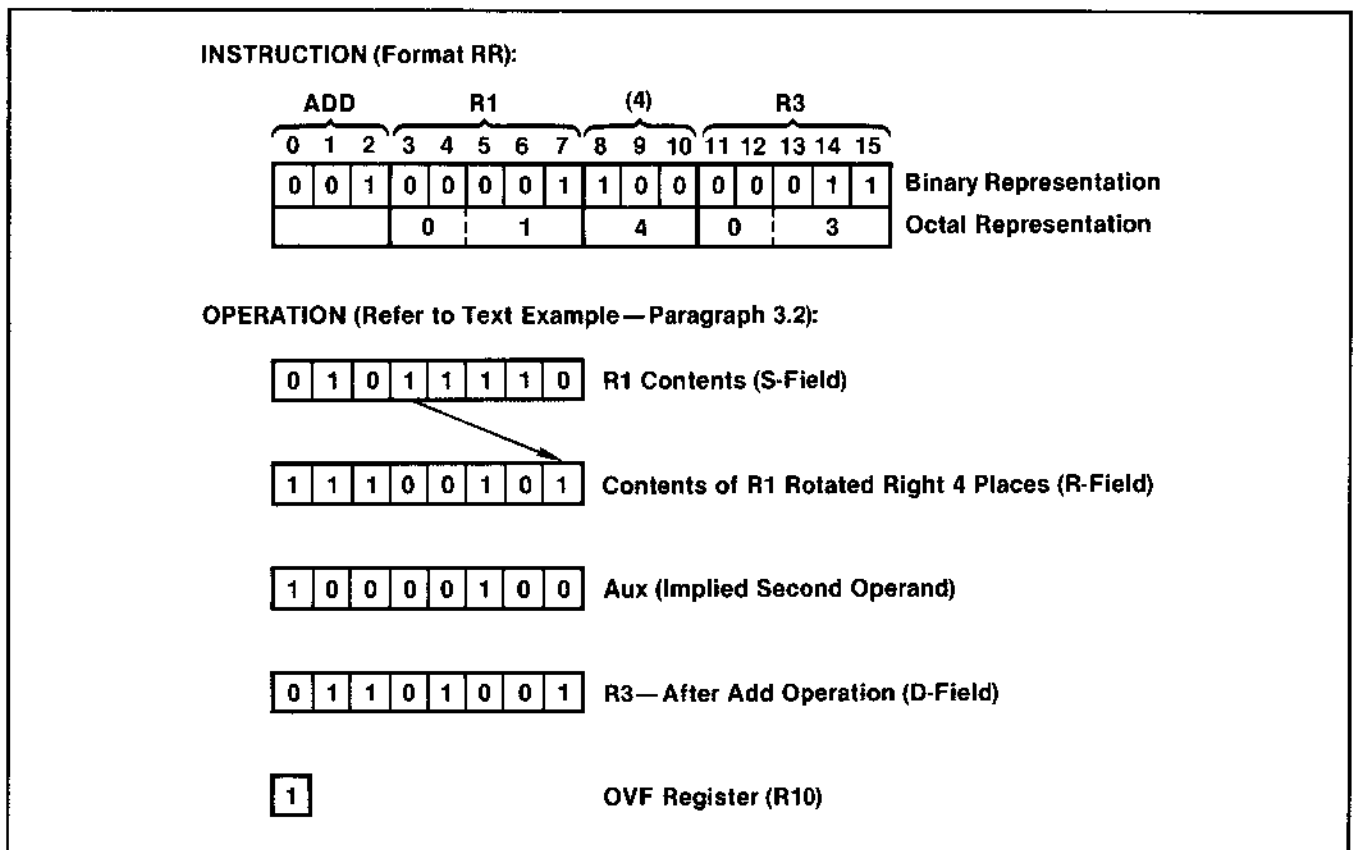 INSTRUCTION (Format RR):
ADD R1 (4) R3
0 1 2 3 4 5 6 7 8 9 10 11 12 13 14 15
0 0 1 0 0 0 0 1 1 0 0 0 0 0 1 1 Binary Representation
0 1 4 0 3 Octal Representation
OPERATION (Refer to Text Example—Paragraph 3.2):
0 1 0 1 1 1 1 0 R1 Contents (S-Field)
1 1 1 0 0 1 0 1 Contents of R1 Rotated Right 4 Places (R-Field)
1 0 0 0 0 1 0 0 Aux (Implied Second Operand)
0 1 1 0 1 0 0 1 R3—After Add Operation (D-Field)
1 OVF Register (R10)